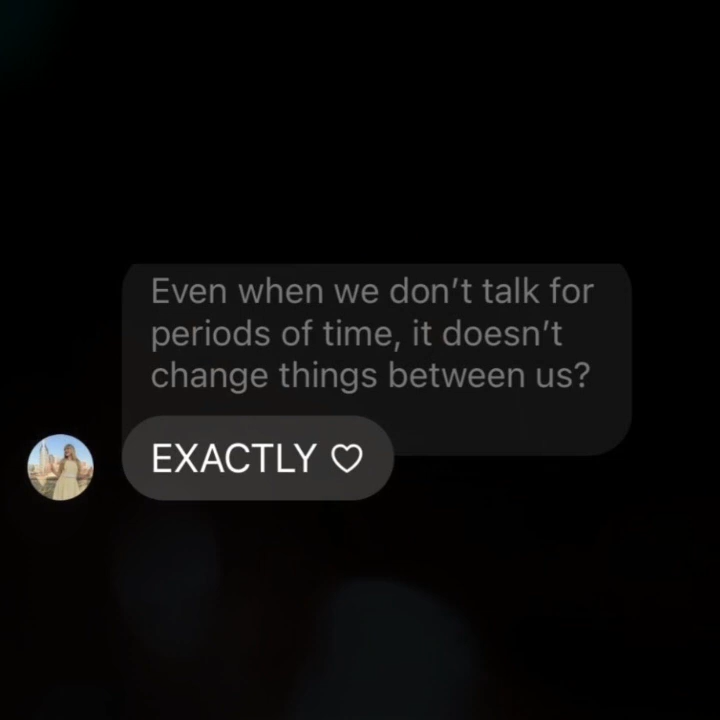 Even when we don’t talk for
periods of time, it doesn’t
change things between us?
EXACTLY ♡